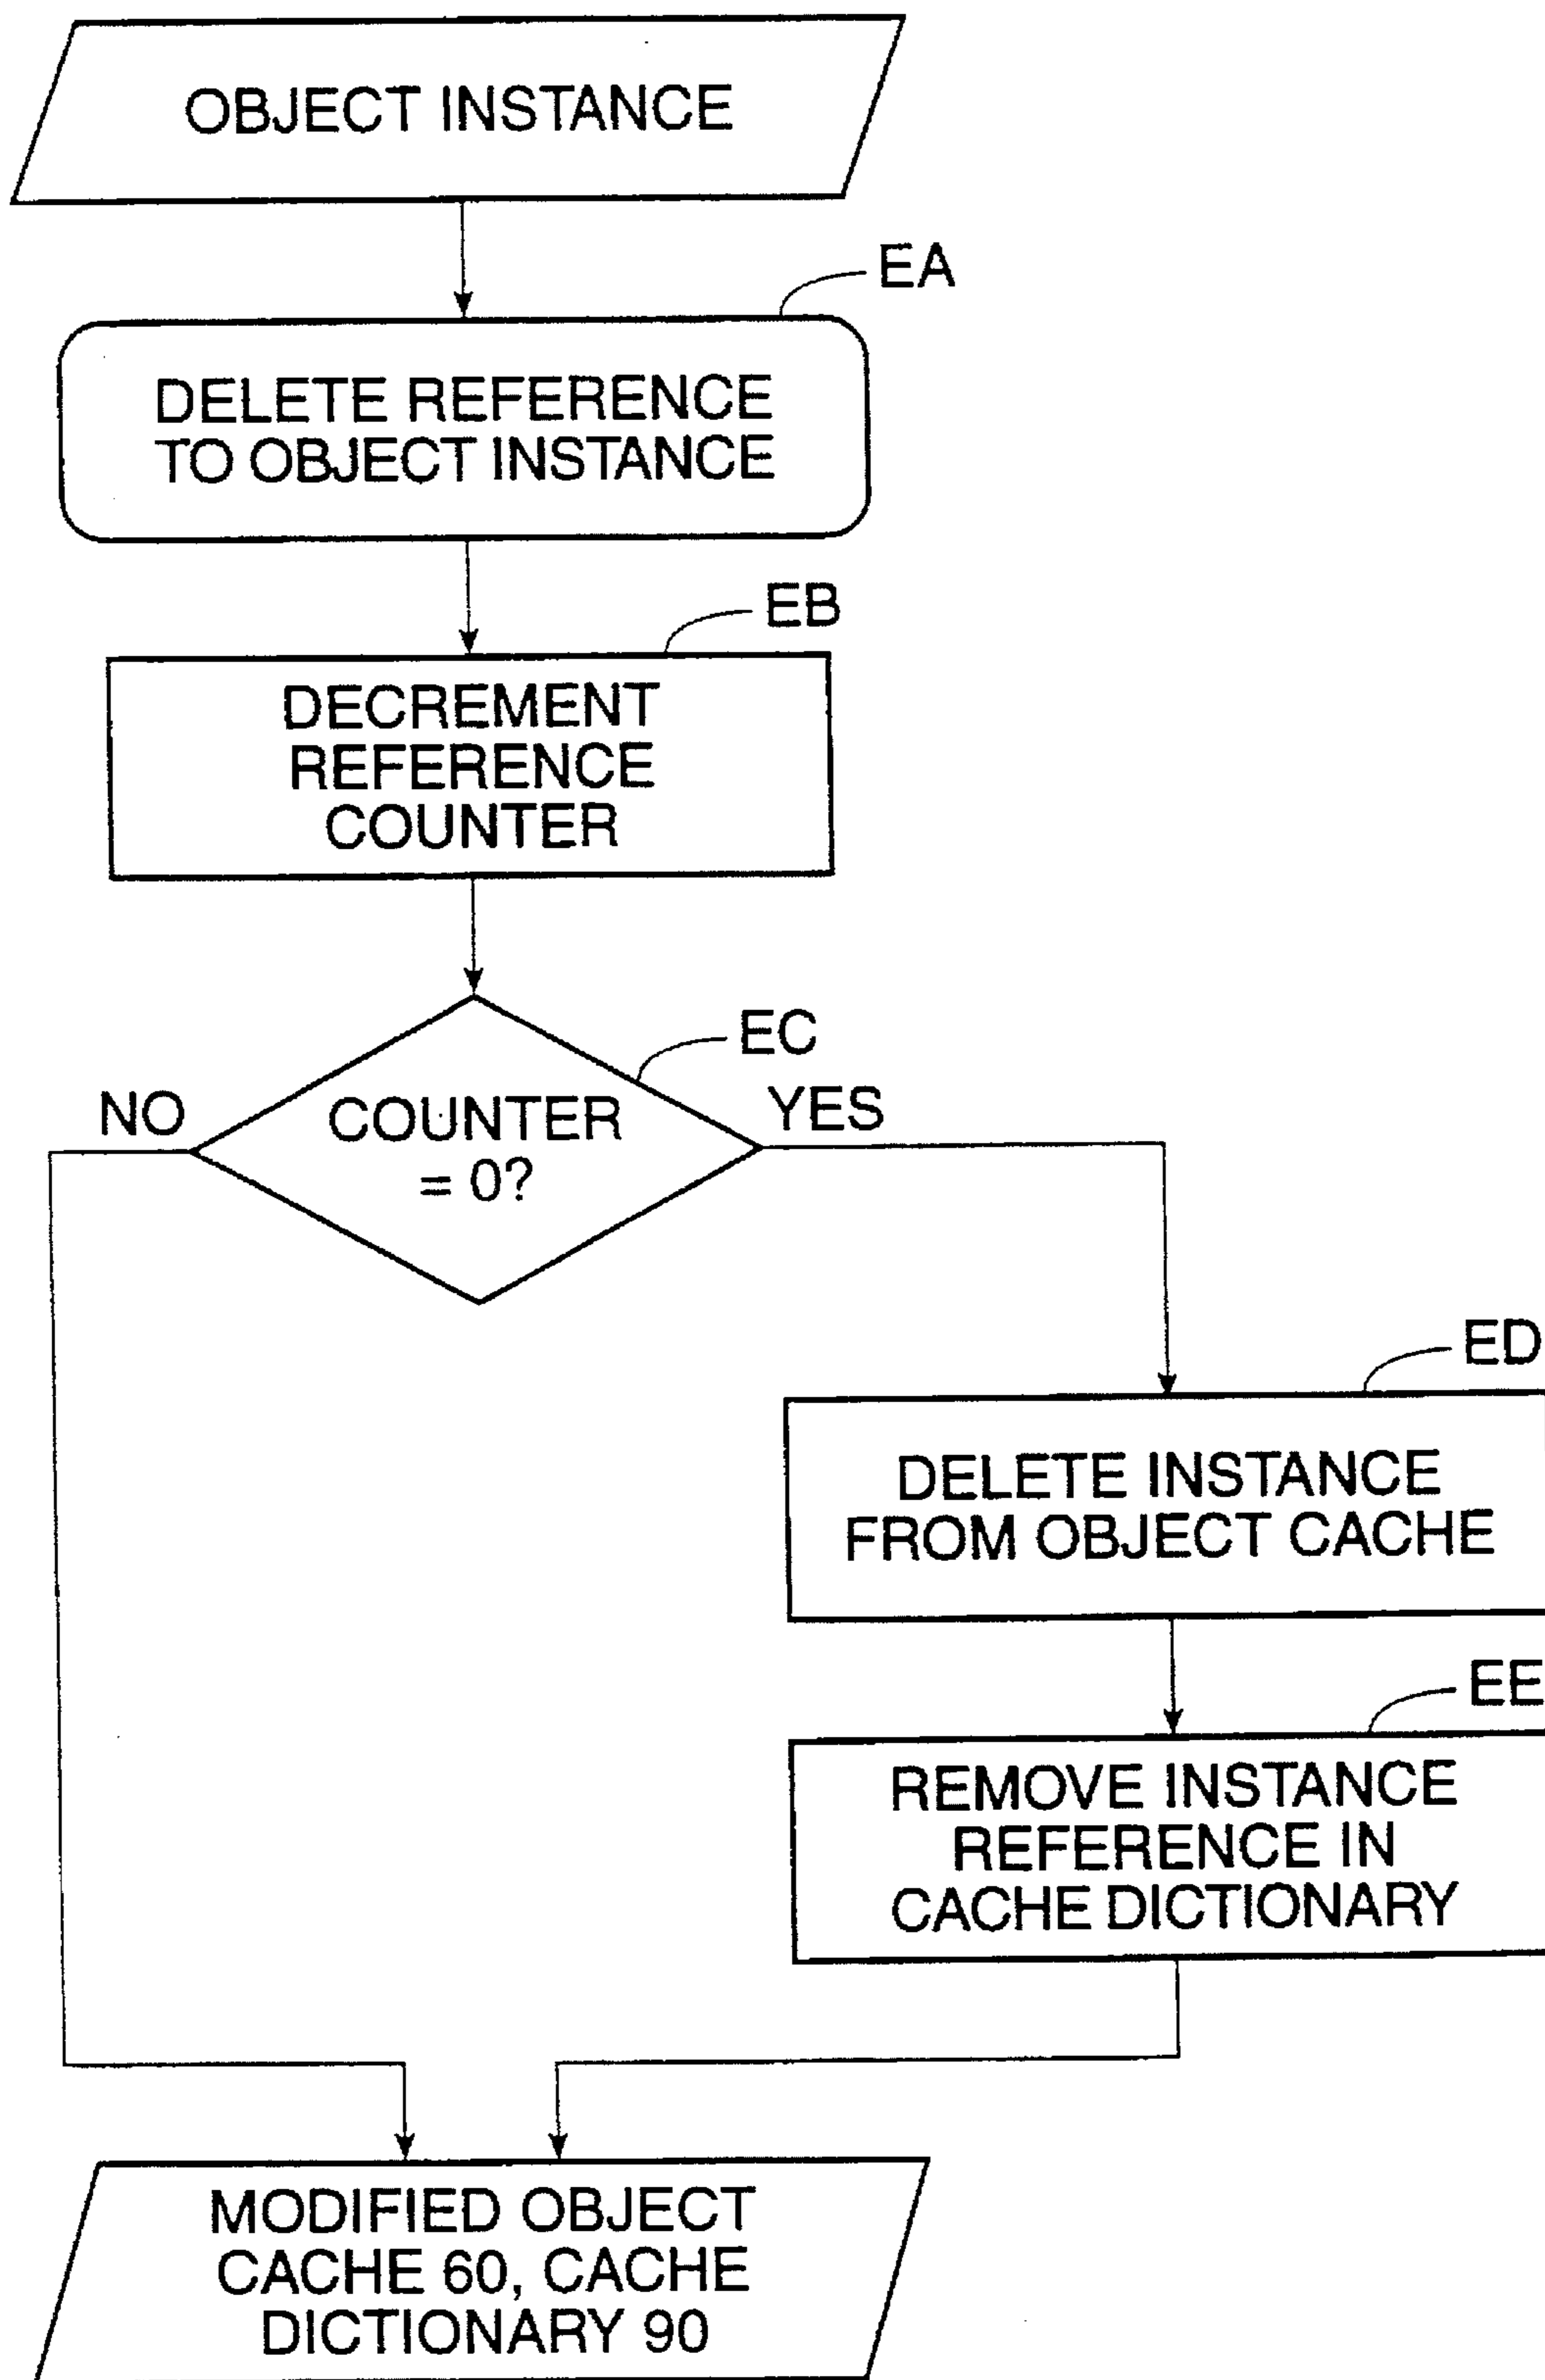 OBJECT INSTANCE
EA
DELETE REFERENCE
TO OBJECT INSTANCE
EB
DECREMENT
REFERENCE
COUNTER
EC
NO
COUNTER
= 0?
YES
ED
DELETE INSTANCE
FROM OBJECT CACHE
EE
REMOVE INSTANCE
REFERENCE IN
CACHE DICTIONARY
MODIFIED OBJECT
CACHE 60, CACHE
DICTIONARY 90